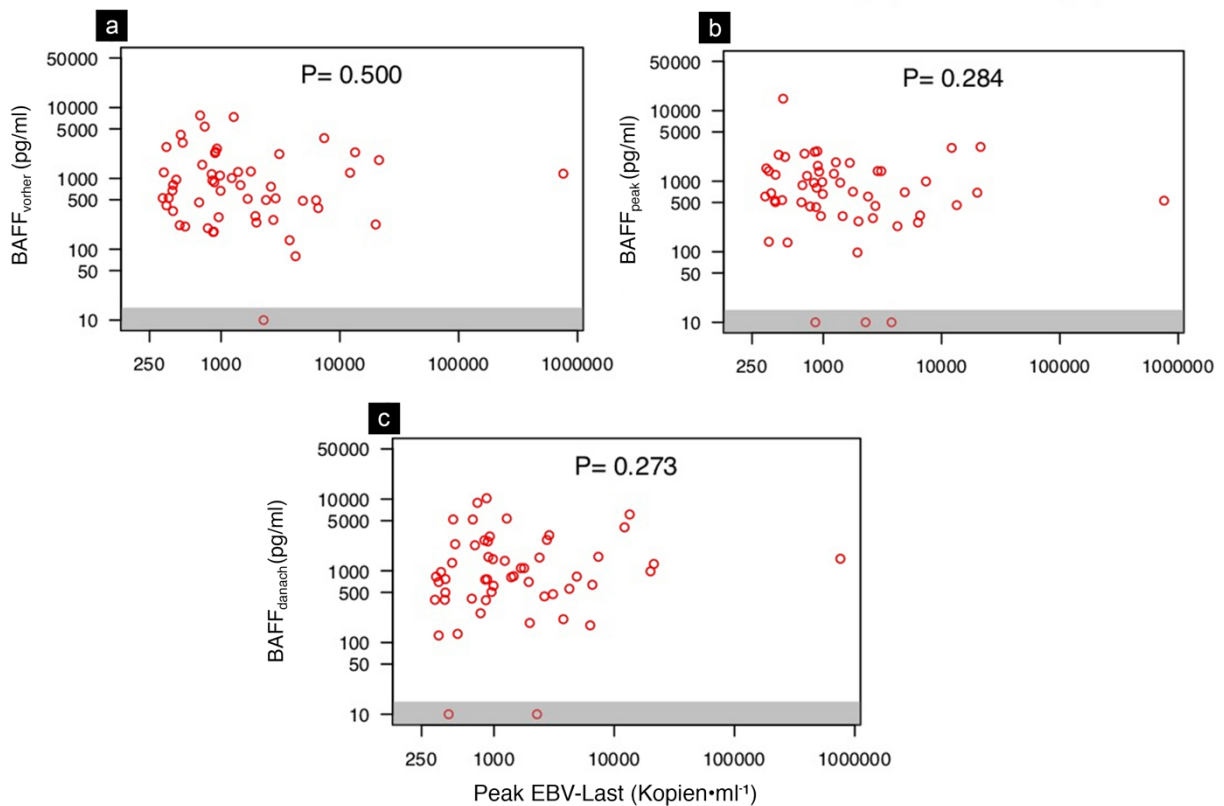 a
P= 0.500
BAFFvorher (pg/ml)
50000
10000
5000
1000
500
100
50
10
250 1000 10000 100000 1000000
b
P= 0.284
BAFFpeak (pg/ml)
50000
10000
5000
1000
500
100
50
10
250 1000 10000 100000 1000000
c
P= 0.273
BAFFdanach (pg/ml)
50000
10000
5000
1000
500
100
50
10
250 1000 10000 100000 1000000
Peak EBV-Last (Kopien•ml⁻¹)